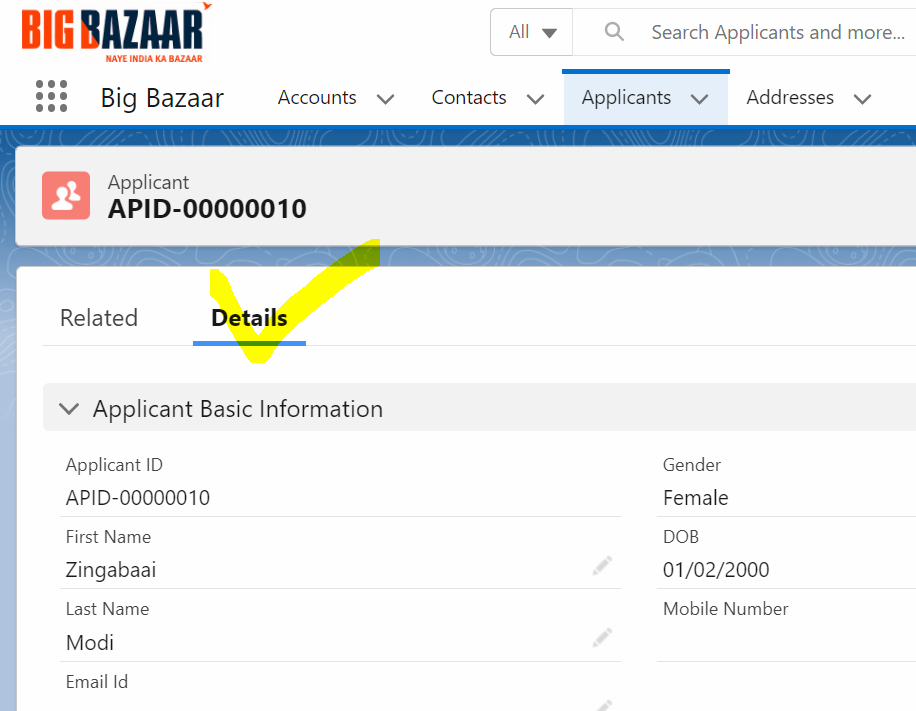 BIG BAZAAR
NAYE INDIA KA BAZAAR
All
Search Applicants and more...
Big Bazaar Accounts Contacts Applicants Addresses
Applicant
APID-00000010
Related Details
Applicant Basic Information
Applicant ID Gender
APID-00000010 Female
First Name DOB
Zingabaai 01/02/2000
Last Name Mobile Number
Modi
Email Id